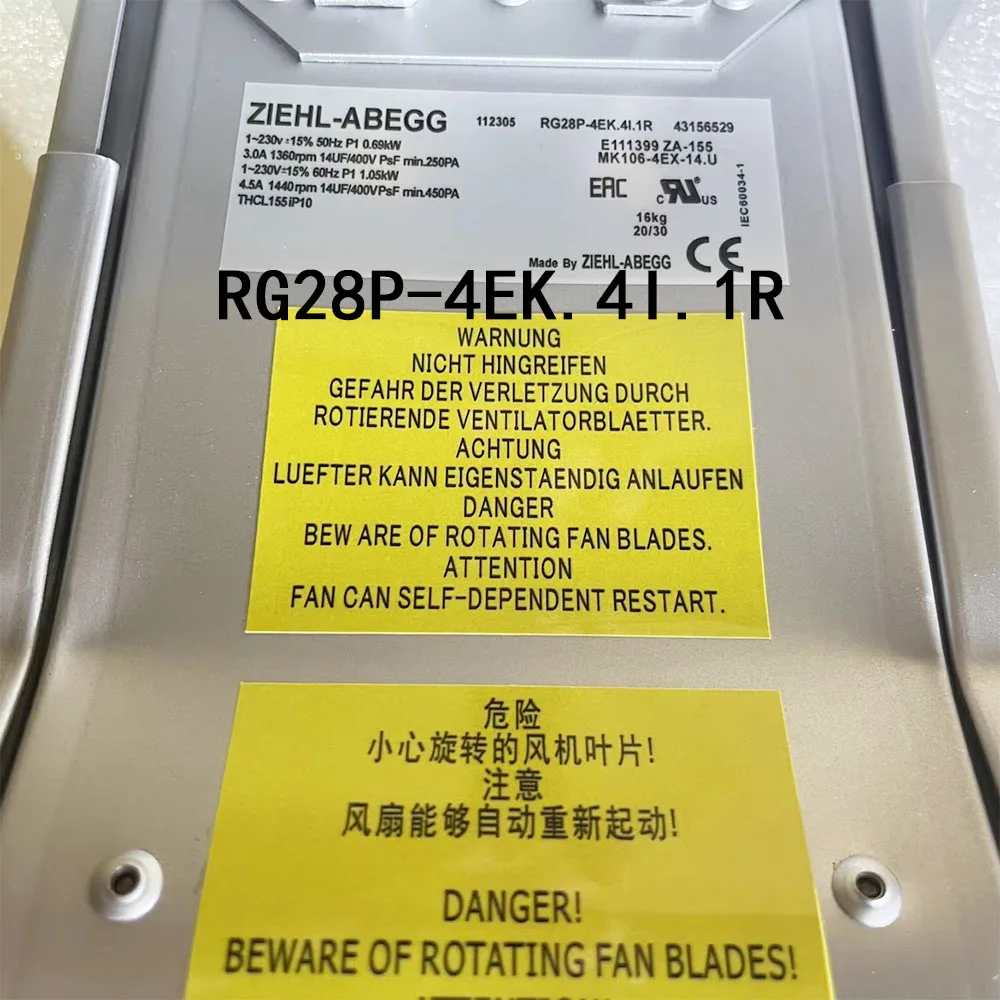 ZIEHL-ABEGG 112305 RG28P-4EK.4I.1R 43156529
1~230v ±15% 50Hz P1 0.69kW
3.0A 1360rpm 14UF/400V PsF min.250PA
1~230V±15% 60Hz P1 1.05kW
4.5A 1440rpm 14UF/400VPsF min.450PA
THCL155 iP10
E111399 ZA-155
MK106-4EX-14.U
EAC c RU US
16kg
20/30
IEC60034-1
Made By ZIEHL-ABEGG CE
RG28P-4EK.4I.1R
WARNUNG
NICHT HINGREIFEN
GEFAHR DER VERLETZUNG DURCH
ROTIERENDE VENTILATORBLAETTER.
ACHTUNG
LUEFTER KANN EIGENSTAENDIG ANLAUFEN
DANGER
BEW ARE OF ROTATING FAN BLADES.
ATTENTION
FAN CAN SELF-DEPENDENT RESTART.
危险
小心旋转的风机叶片!
注意
风扇能够自动重新起动!
DANGER!
BEWARE OF ROTATING FAN BLADES!
ATTENTION!